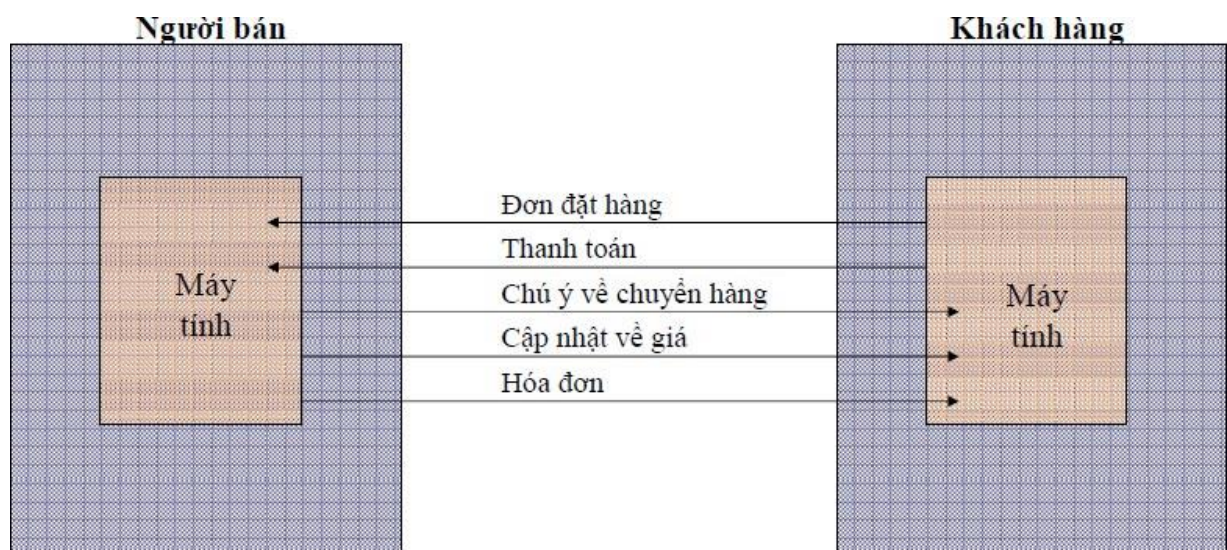 Người bán
Khách hàng
Đơn đặt hàng
Thanh toán
Chú ý về chuyển hàng
Cập nhật về giá
Hóa đơn
Máy
tính
Máy
tính